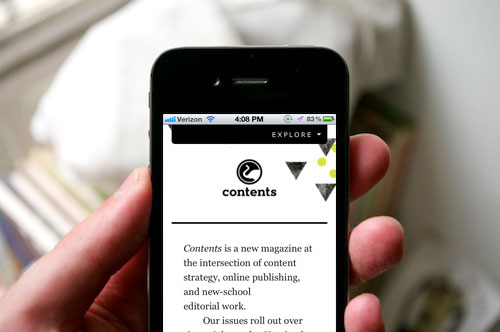 Verizon 4:08 PM 83%
EXPLORE
contents
Contents is a new magazine at
the intersection of content
strategy, online publishing,
and new-school
editorial work.
Our issues roll out over